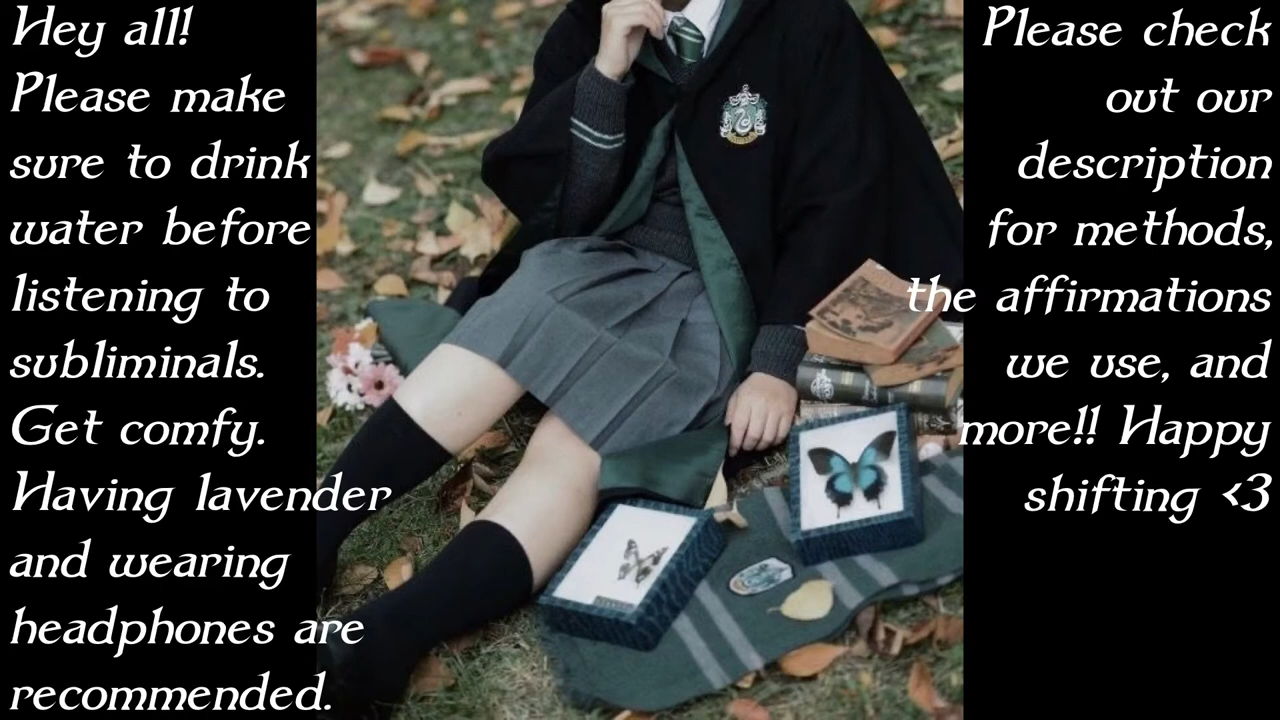 Hey all!
Please make
sure to drink
water before
listening to
subliminals.
Get comfy.
Having lavender
and wearing
headphones are
recommended.
Please check
out our
description
for methods,
the affirmations
we use, and
more!! Happy
shifting <3